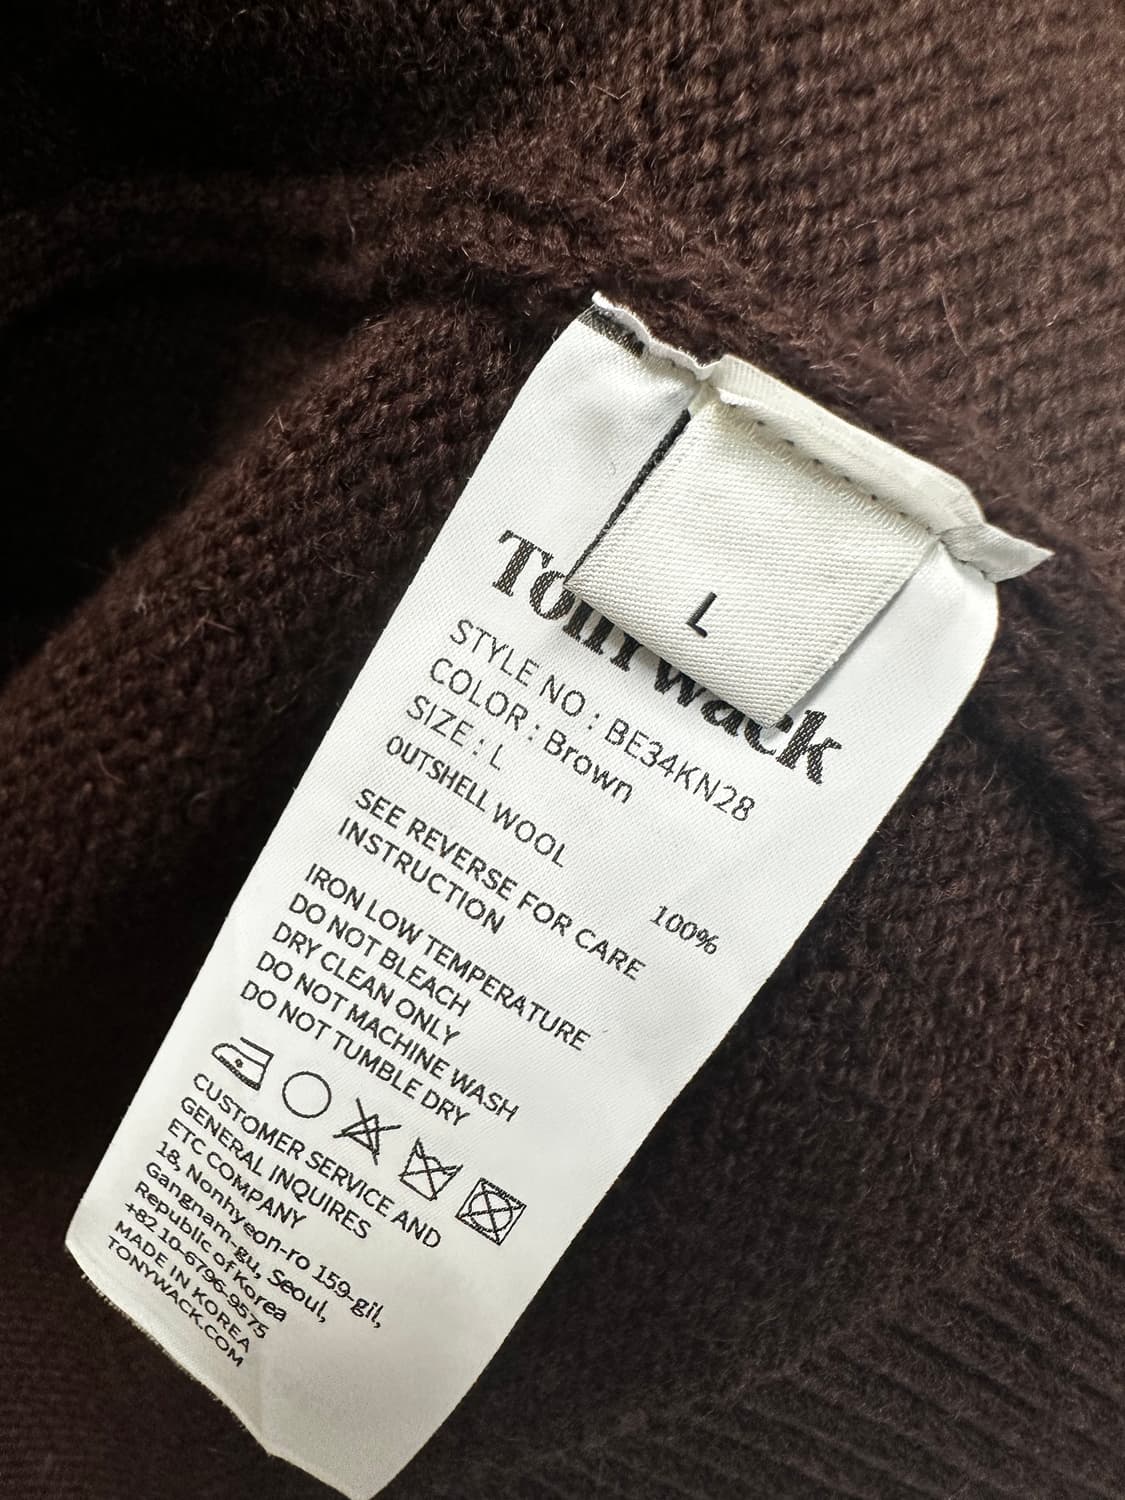 L
Tonywack
STYLE NO : BE34KN28
COLOR : Brown
SIZE : L
OUTSHELL WOOL 100%
SEE REVERSE FOR CARE
INSTRUCTION
IRON LOW TEMPERATURE
DO NOT BLEACH
DRY CLEAN ONLY
DO NOT MACHINE WASH
DO NOT TUMBLE DRY
CUSTOMER SERVICE AND
GENERAL INQUIRES
ETC COMPANY
18, Nonhyeon-ro 159-gil,
Gangnam-gu, Seoul,
Republic of Korea
+82 10-6796-9575
MADE IN KOREA
TONYWACK.COM